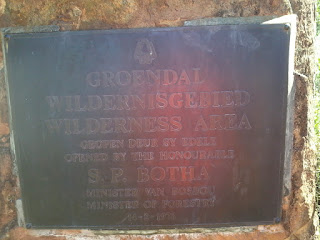 GROENDAL
WILDERNISGEBIED
WILDERNESS AREA
GEOPEN DEUR SY EDELE
OPENED BY THE HONOURABLE
S. P. BOTHA
MINISTER VAN BOSBOU
MINISTER OF FORESTRY